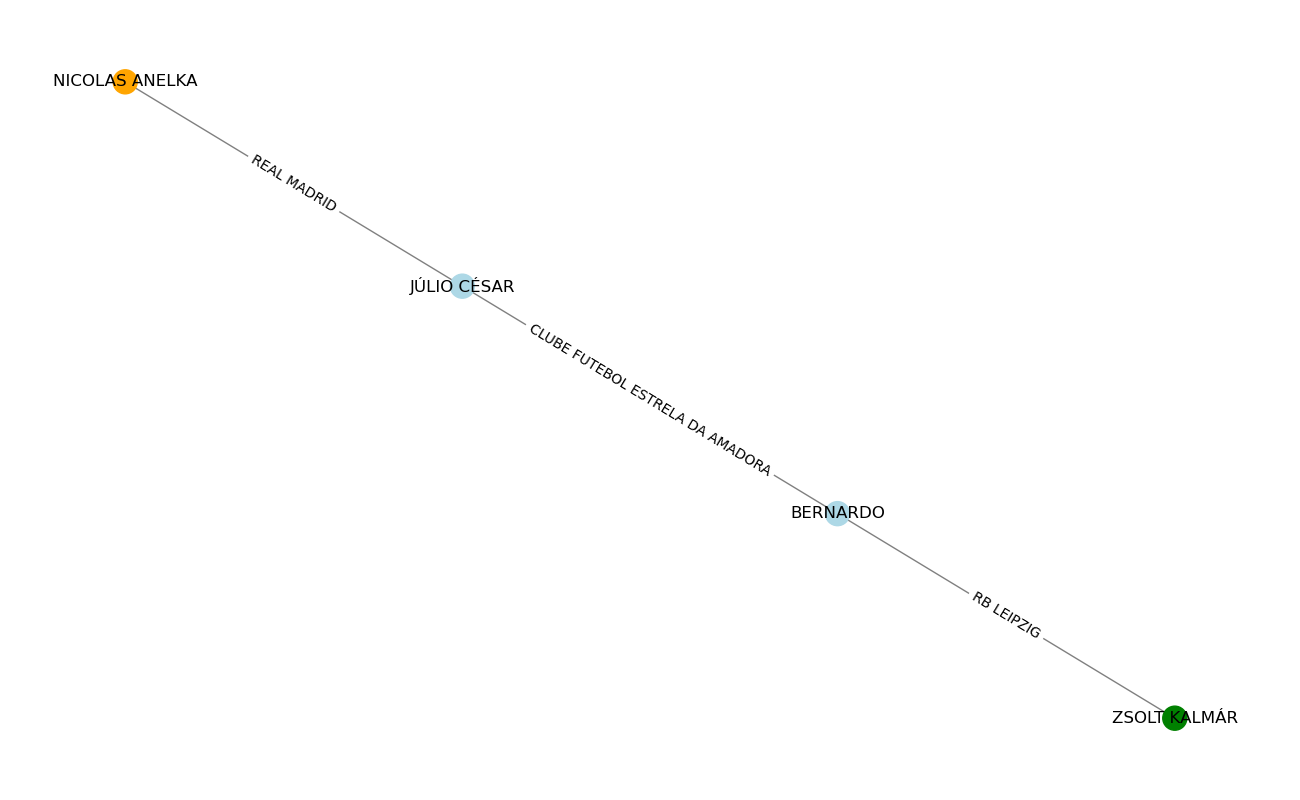 NICOLAS ANELKA
REAL MADRID
JÚLIO CÉSAR
CLUBE FUTEBOL ESTRELA DA AMADORA
BERNARDO
RB LEIPZIG
ZSOLT KALMÁR